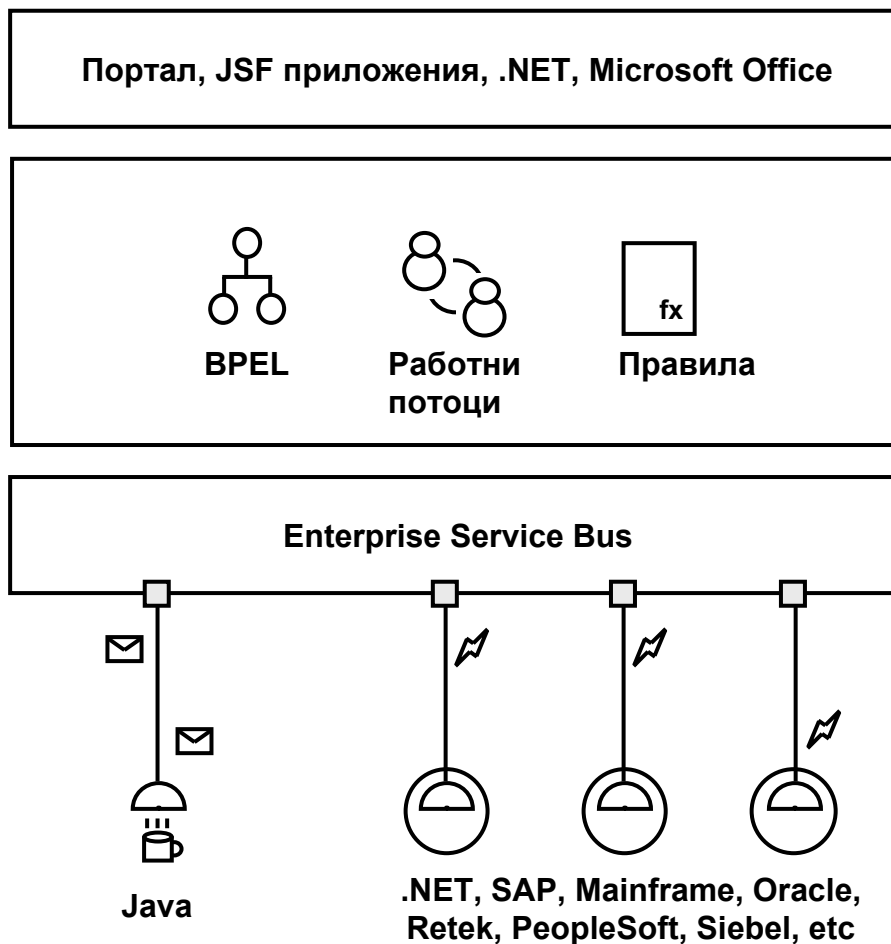 Портал, JSF приложения, .NET, Microsoft Office
fx
BPEL
Работни
потоци
Правила
Enterprise Service Bus
Java
.NET, SAP, Mainframe, Oracle,
Retek, PeopleSoft, Siebel, etc